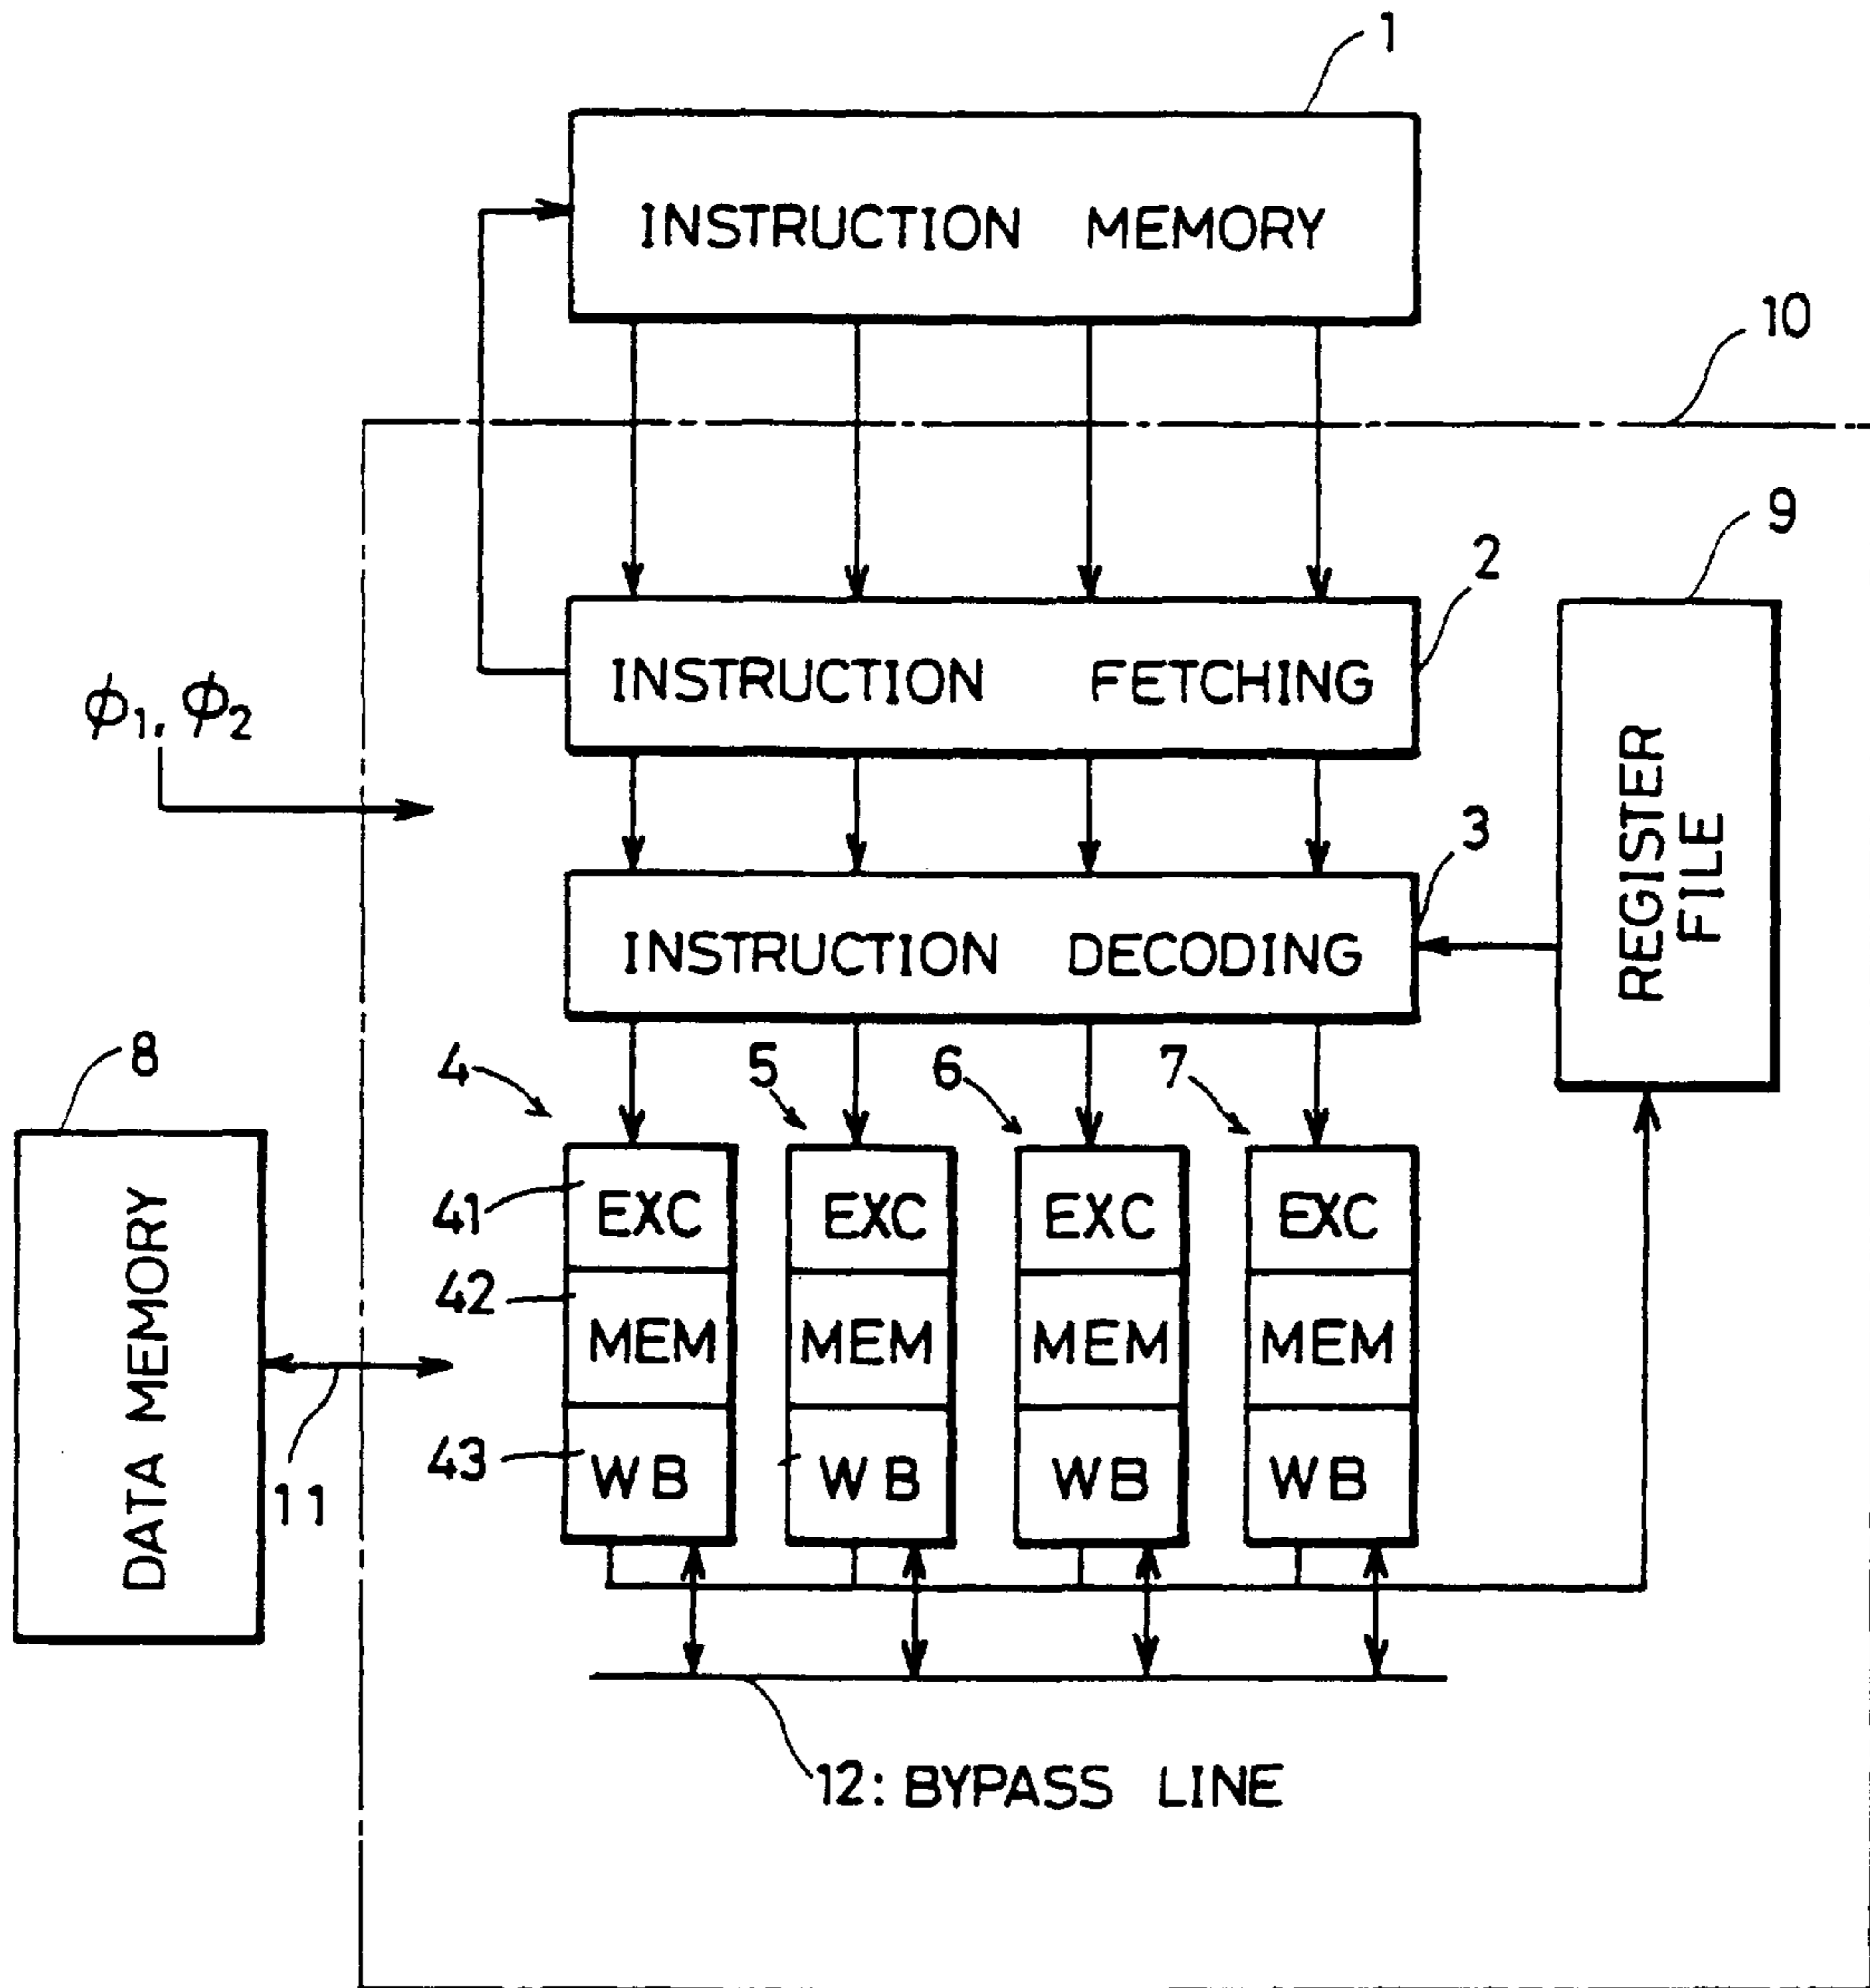 1
INSTRUCTION MEMORY
10
9
2
INSTRUCTION FETCHING
ϕ1, ϕ2
REGISTER
FILE
3
INSTRUCTION DECODING
8
4 5 6 7
DATA MEMORY
41 EXC EXC EXC EXC
42 MEM MEM MEM MEM
43 WB WB WB WB
11
12: BYPASS LINE